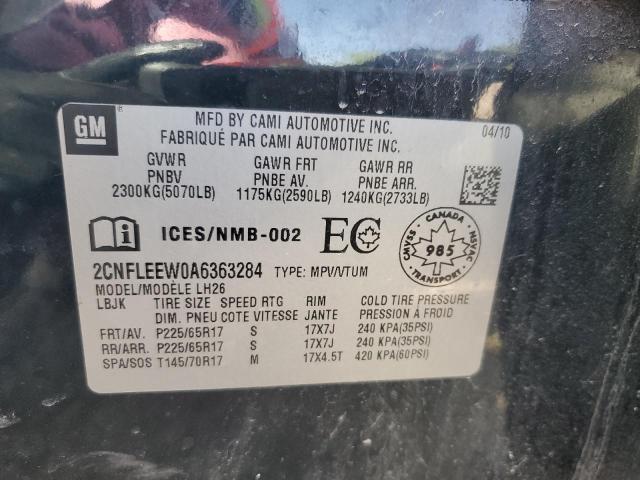 GM
MFD BY CAMI AUTOMOTIVE INC.
FABRIQUÉ PAR CAMI AUTOMOTIVE INC.
04/10
GVWR GAWR FRT GAWR RR
PNBV PNBE AV. PNBE ARR.
2300KG(5070LB) 1175KG(2590LB) 1240KG(2733LB)
i ICES/NMB-002 EC
CANADA
CMVSS 985 NSVAC
TRANSPORT
2CNFLEEW0A6363284 TYPE: MPV/VTUM
MODEL/MODÈLE LH26
LBJK TIRE SIZE SPEED RTG RIM COLD TIRE PRESSURE
DIM. PNEU COTE VITESSE JANTE PRESSION À FROID
FRT/AV. P225/65R17 S 17X7J 240 KPA(35PSI)
RR/ARR. P225/65R17 S 17X7J 240 KPA(35PSI)
SPA/SOS T145/70R17 M 17X4.5T 420 KPA(60PSI)